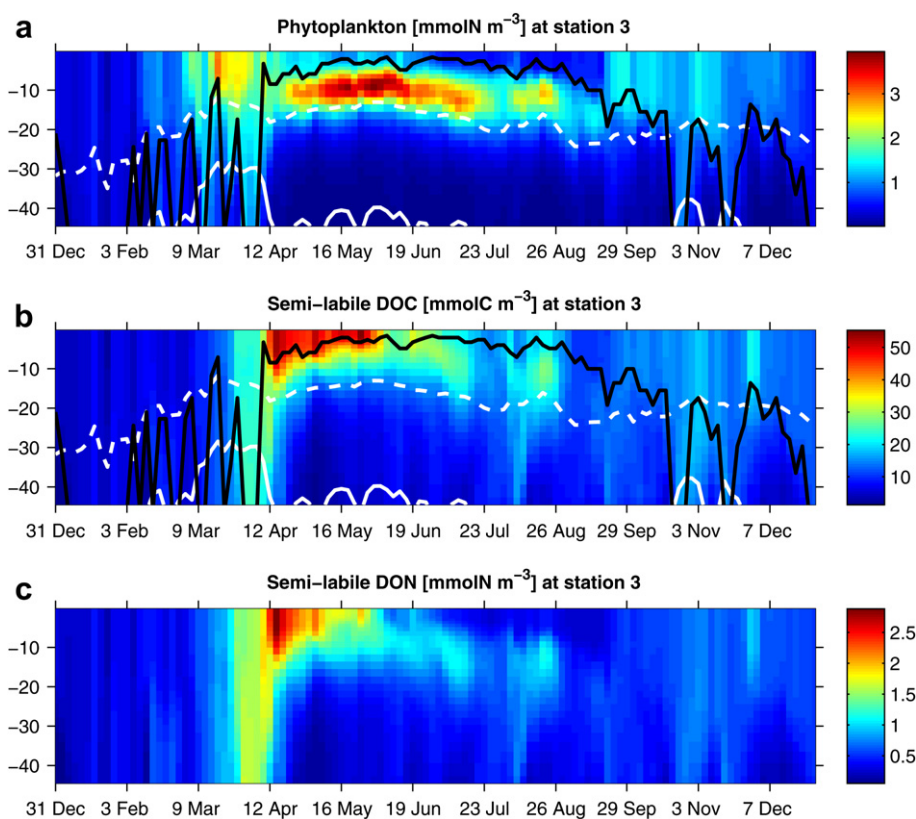 a
Phytoplankton [mmolN m⁻³] at station 3
-10
-20
-30
-40
31 Dec 3 Feb 9 Mar 12 Apr 16 May 19 Jun 23 Jul 26 Aug 29 Sep 3 Nov 7 Dec
3
2
1
b
Semi-labile DOC [mmolC m⁻³] at station 3
-10
-20
-30
-40
31 Dec 3 Feb 9 Mar 12 Apr 16 May 19 Jun 23 Jul 26 Aug 29 Sep 3 Nov 7 Dec
50
40
30
20
10
c
Semi-labile DON [mmolN m⁻³] at station 3
-10
-20
-30
-40
31 Dec 3 Feb 9 Mar 12 Apr 16 May 19 Jun 23 Jul 26 Aug 29 Sep 3 Nov 7 Dec
2.5
2
1.5
1
0.5